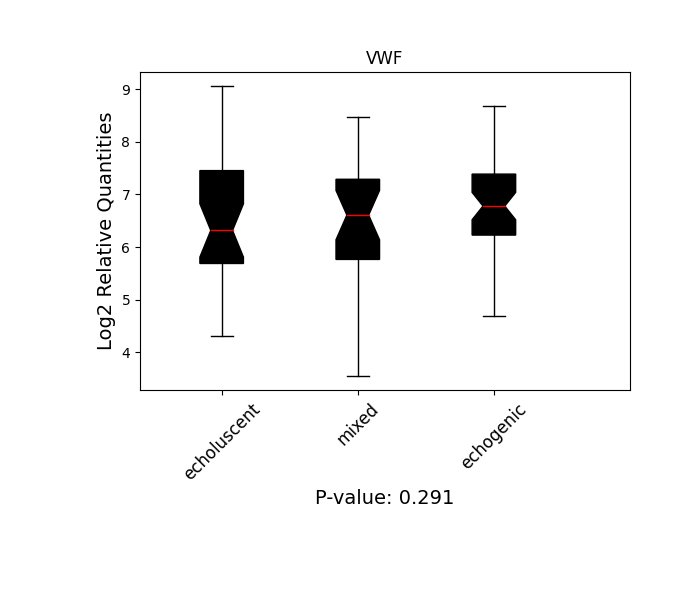 VWF
Log2 Relative Quantities
9
8
7
6
5
4
echoluscent
mixed
echogenic
P-value: 0.291